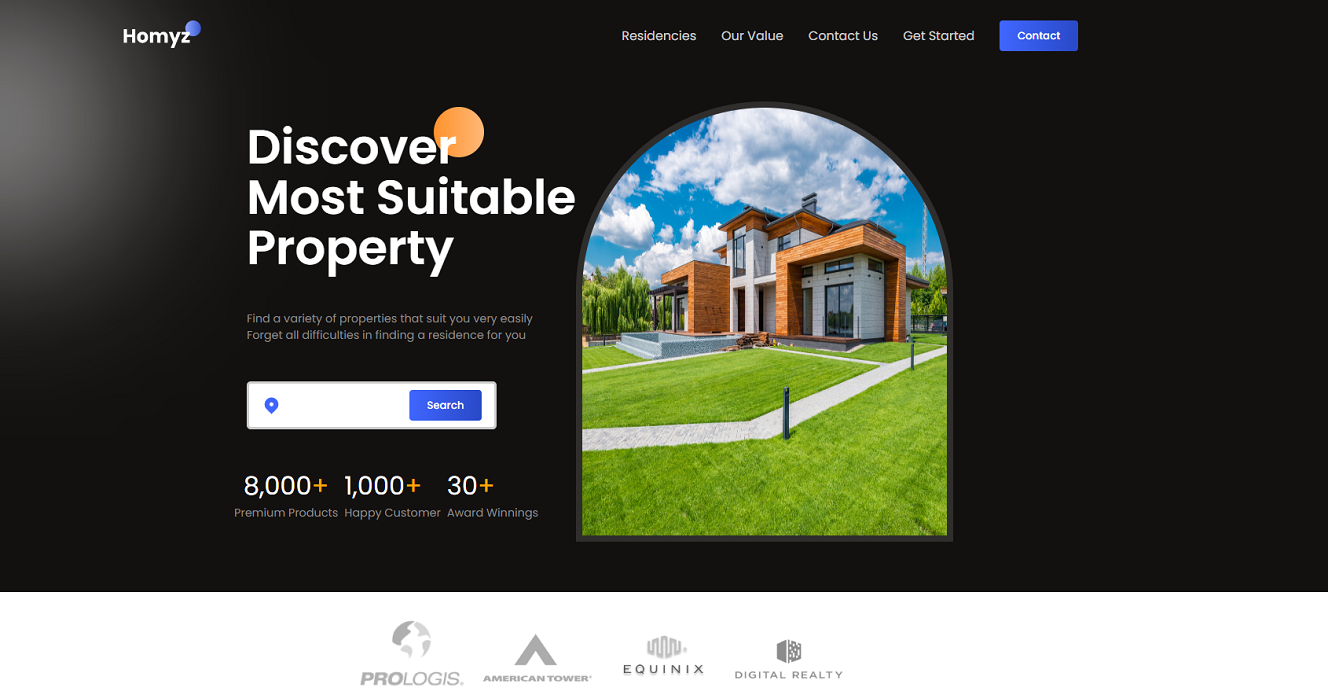 Homyz
Residencies
Our Value
Contact Us
Get Started
Contact
Discover
Most Suitable
Property
Find a variety of properties that suit you very easily
Forget all difficulties in finding a residence for you
Search
8,000+
1,000+
30+
Premium Products
Happy Customer
Award Winnings
PROLOGIS®
AMERICAN TOWER®
EQUINIX
DIGITAL REALTY